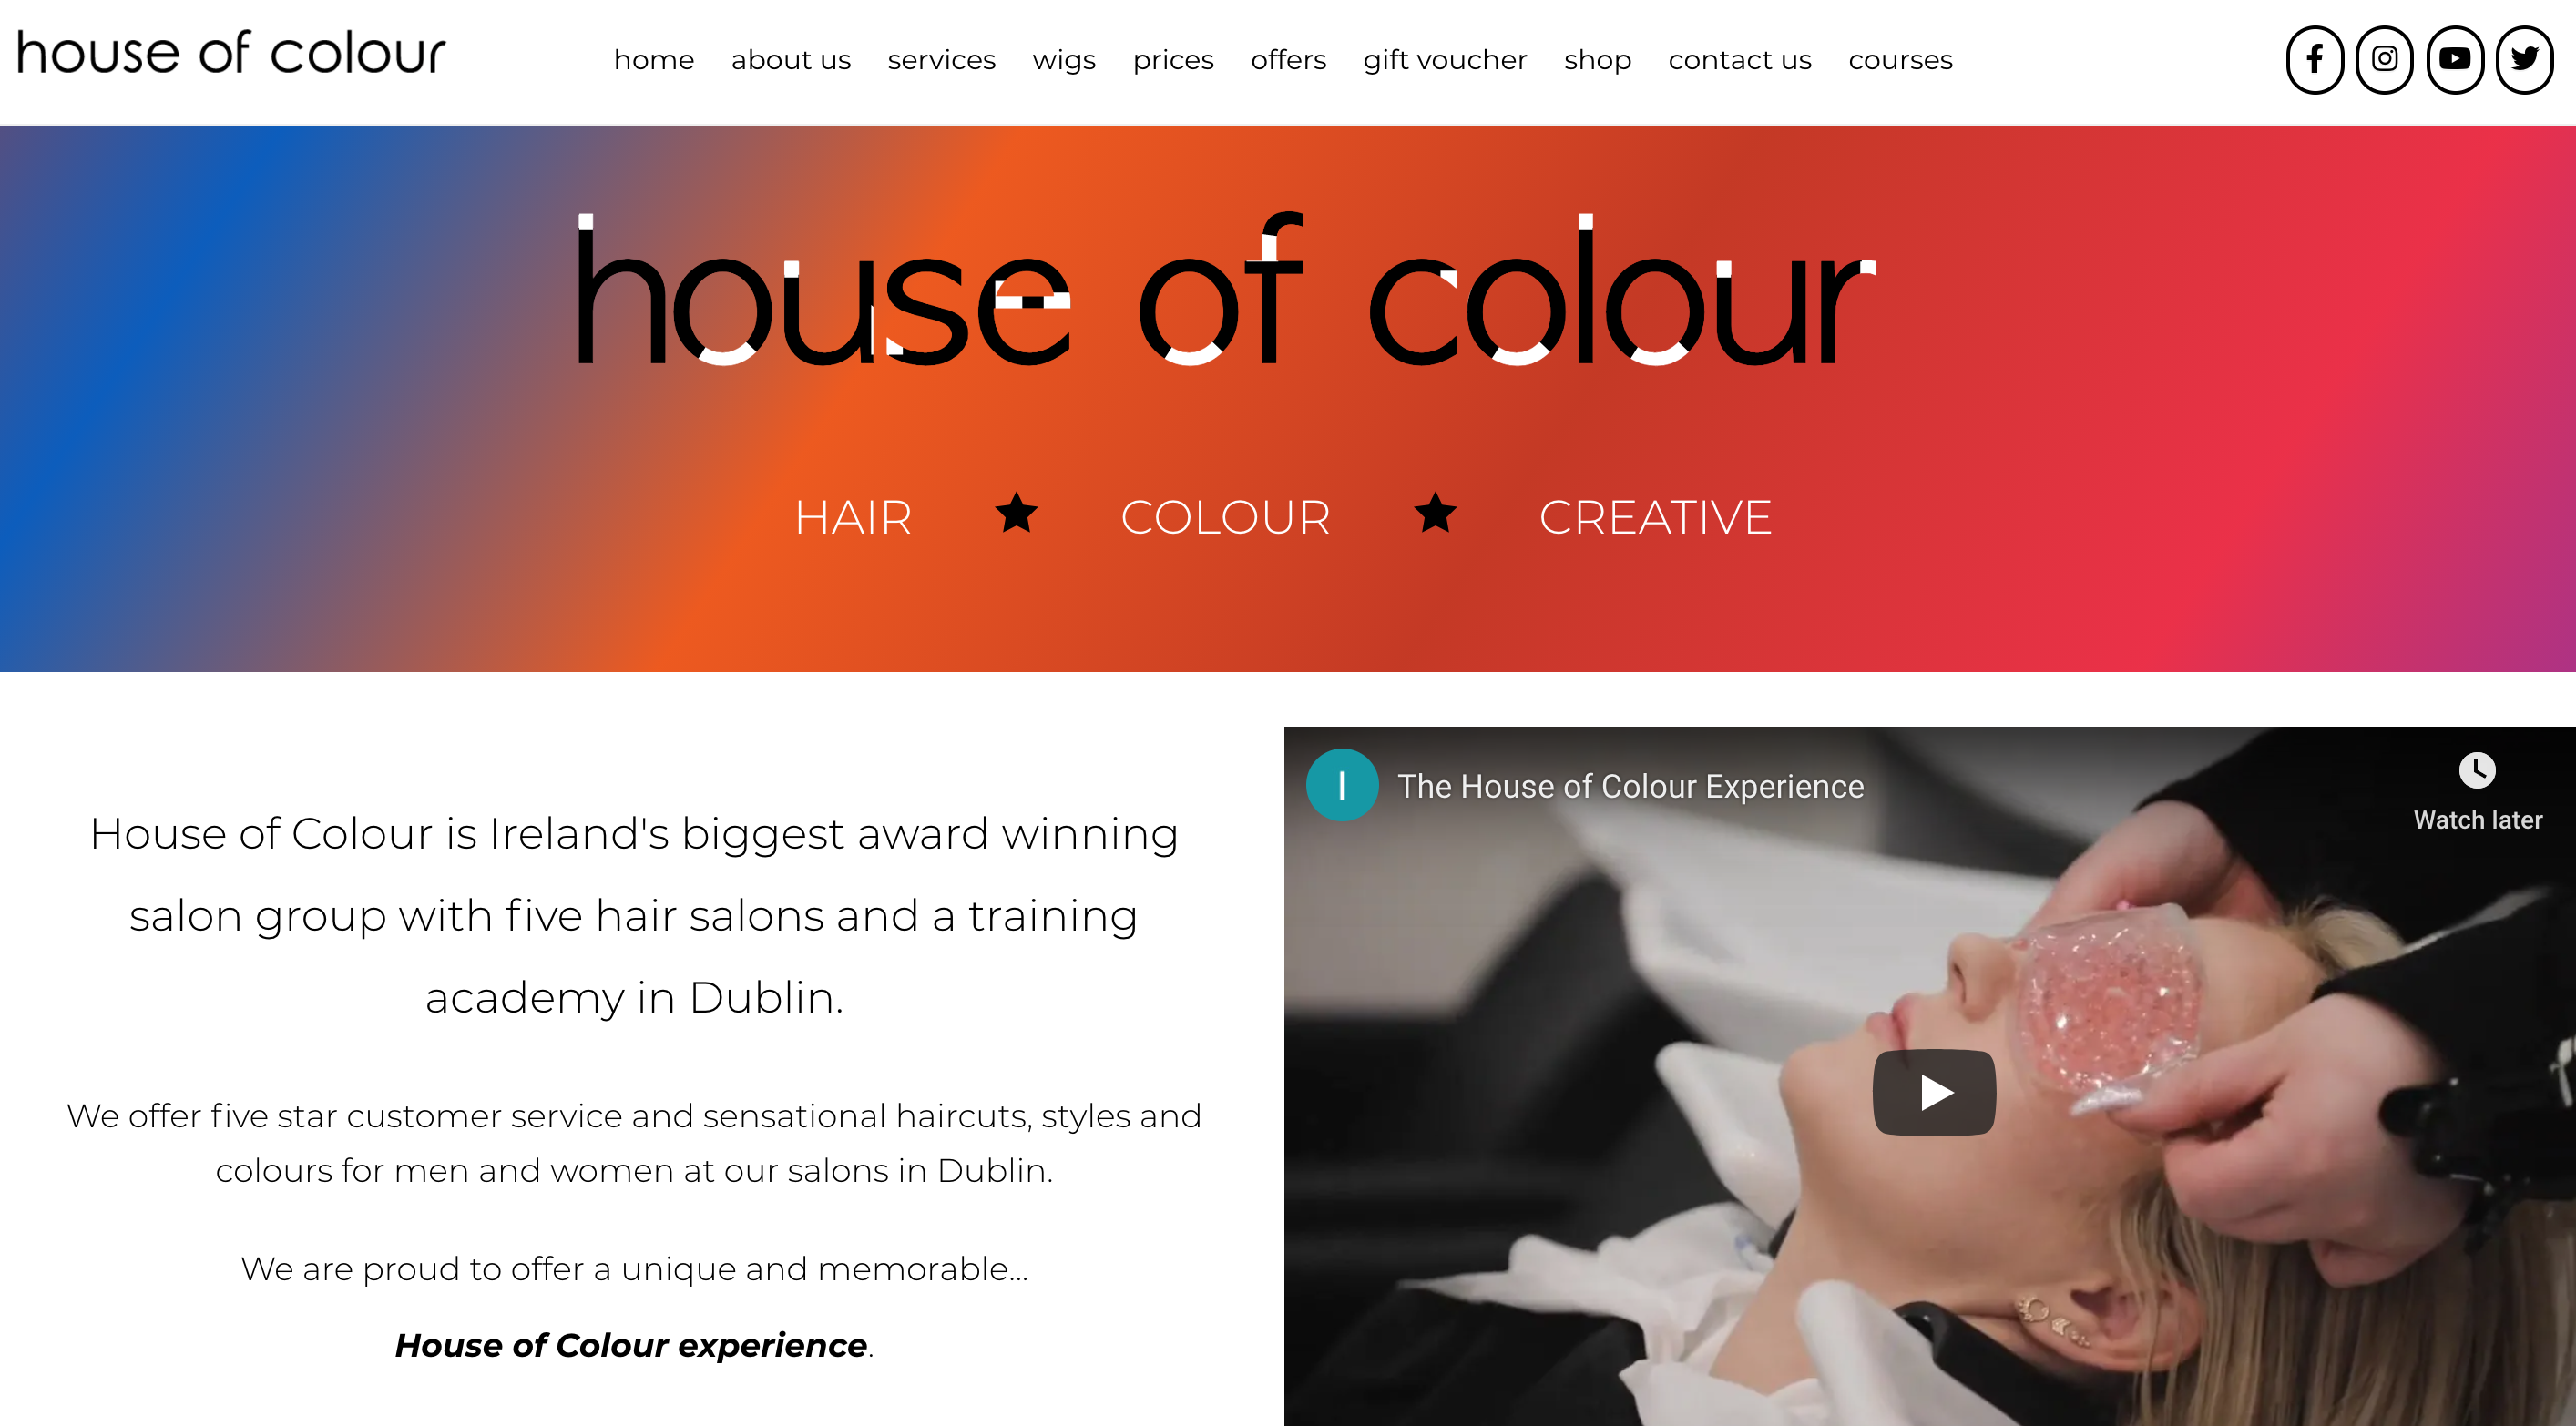 house of colour
home about us services wigs prices offers gift voucher shop contact us courses
house of colour
HAIR COLOUR CREATIVE
House of Colour is Ireland's biggest award winning
salon group with five hair salons and a training
academy in Dublin.
We offer five star customer service and sensational haircuts, styles and
colours for men and women at our salons in Dublin.
We are proud to offer a unique and memorable...
House of Colour experience.
I The House of Colour Experience
Watch later